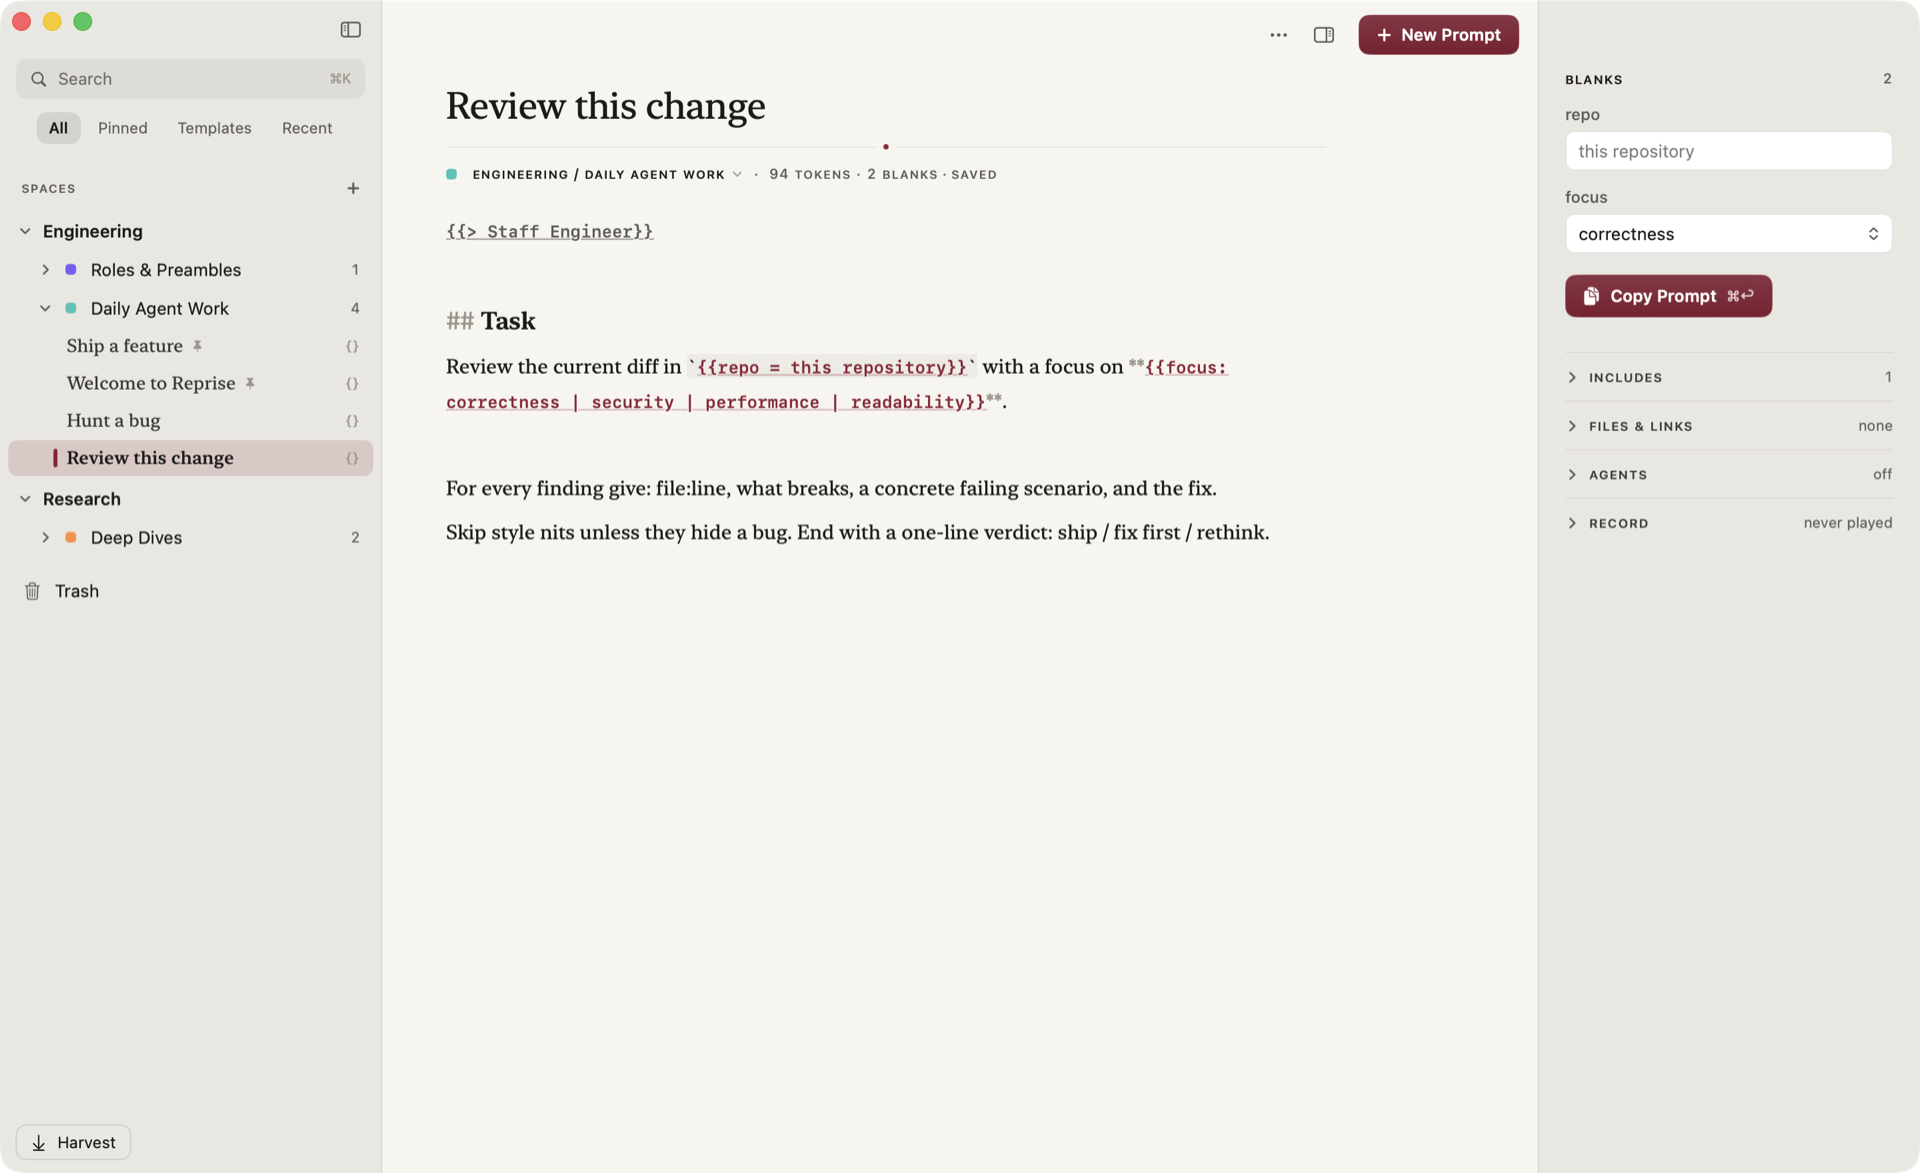 Search ⌘K
All Pinned Templates Recent
SPACES
Engineering
Roles & Preambles 1
Daily Agent Work 4
Ship a feature {}
Welcome to Reprise {}
Hunt a bug {}
Review this change {}
Research
Deep Dives 2
Trash
Harvest
+ New Prompt
Review this change
ENGINEERING / DAILY AGENT WORK · 94 TOKENS · 2 BLANKS · SAVED
{{> Staff Engineer}}
## Task
Review the current diff in `{{repo = this repository}}` with a focus on **{{focus:
correctness | security | performance | readability}}**.
For every finding give: file:line, what breaks, a concrete failing scenario, and the fix.
Skip style nits unless they hide a bug. End with a one-line verdict: ship / fix first / rethink.
BLANKS 2
repo
this repository
focus
correctness
Copy Prompt ⌘↩
INCLUDES 1
FILES & LINKS none
AGENTS off
RECORD never played